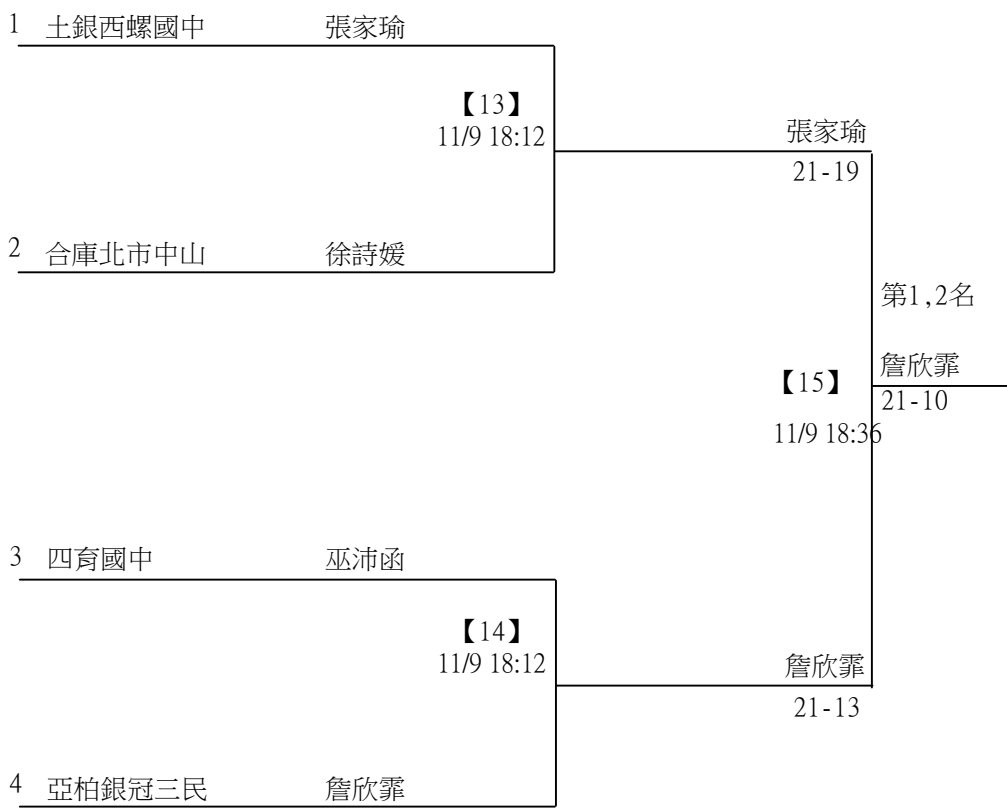 1 土銀西螺國中 張家瑜
【13】
11/9 18:12
張家瑜
21-19
2 合庫北市中山 徐詩媛
第1,2名
【15】
詹欣霏
21-10
11/9 18:36
3 四育國中 巫沛函
【14】
11/9 18:12
詹欣霏
21-13
4 亞柏銀冠三民 詹欣霏